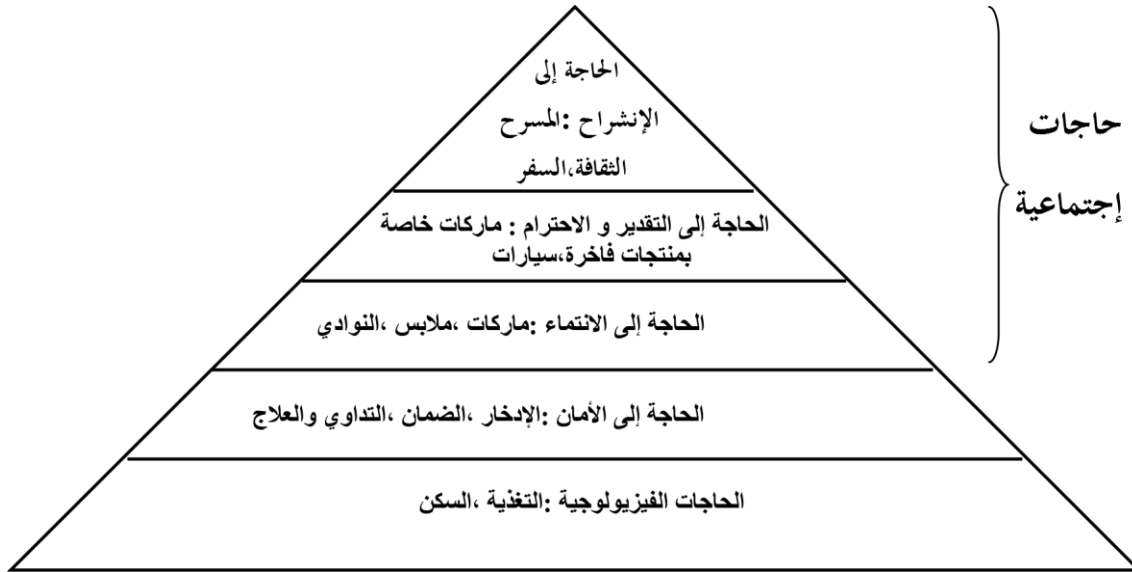 الحاجة إلى
الإنشراح :المسرح
الثقافة،السفر
الحاجة إلى التقدير و الاحترام : ماركات خاصة
بمنتجات فاخرة،سيارات
الحاجة إلى الانتماء :ماركات ،ملابس ،النوادي
الحاجة إلى الأمان :الإدخار ،الضمان ،التداوي والعلاج
الحاجات الفيزيولوجية :التغذية ،السكن
حاجات
إجتماعية